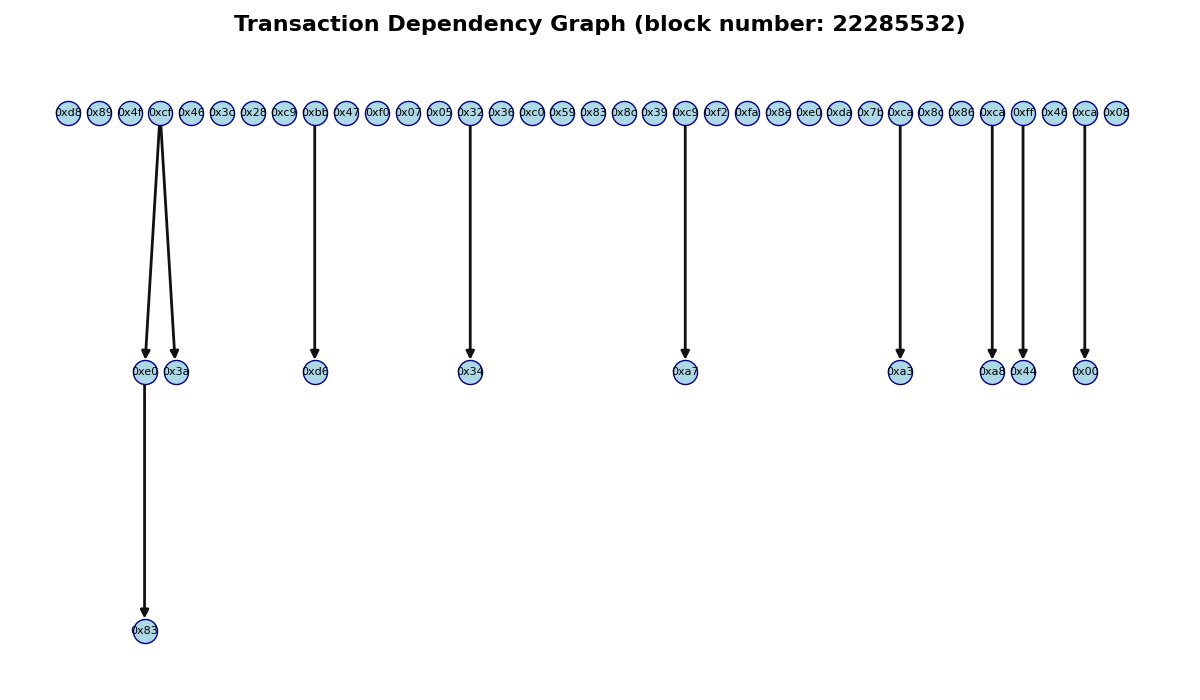 Transaction Dependency Graph (block number: 22285532)
0xd8 0x89 0x4f 0xcf 0x46 0x3c 0x28 0xc9 0xbb 0x47 0xf0 0x07 0x05 0x32 0x36 0xc0 0x59 0x83 0x8c 0x39 0xc9 0xf2 0xfa 0x8e 0xe0 0xda 0x7b 0xca 0x8c 0x86 0xca 0xff 0x46 0xca 0x08
0xe0 0x3a 0xd6 0x34 0xa7 0xa3 0xa8 0x44 0x00
0x83